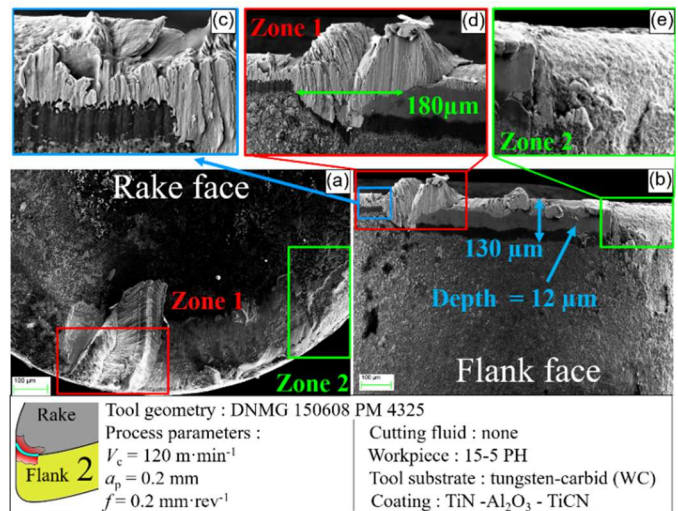 (c)
Zone 1
(d)
(e)
180µm
Zone 2
Rake face
(a)
(b)
Zone 1
130 µm
Depth = 12 µm
Zone 2
Flank face
100 µm
100 µm
Rake
Flank 2
Tool geometry : DNMG 150608 PM 4325
Process parameters :
Vc = 120 m·min⁻¹
ap = 0.2 mm
f = 0.2 mm·rev⁻¹
Cutting fluid : none
Workpiece : 15-5 PH
Tool substrate : tungsten-carbid (WC)
Coating : TiN -Al₂O₃ - TiCN